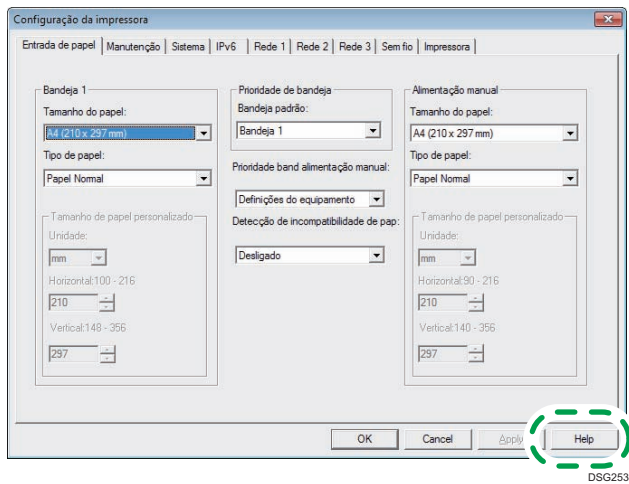 Configuração da impressora
Entrada de papel Manutenção Sistema IPv6 Rede 1 Rede 2 Rede 3 Sem fio Impressora
Bandeja 1
Tamanho do papel:
A4 (210 x 297 mm)
Tipo de papel:
Papel Normal
Tamanho de papel personalizado
Unidade:
mm
Horizontal:100 - 216
210
Vertical:148 - 356
297
Prioridade de bandeja
Bandeja padrão:
Bandeja 1
Prioridade band alimentação manual:
Definições do equipamento
Detecção de incompatibilidade de pap:
Desligado
Alimentação manual
Tamanho do papel:
A4 (210 x 297 mm)
Tipo de papel:
Papel Normal
Tamanho de papel personalizado
Unidade:
mm
Horizontal:90 - 216
210
Vertical:140 - 356
297
OK Cancel Apply Help
DSG253